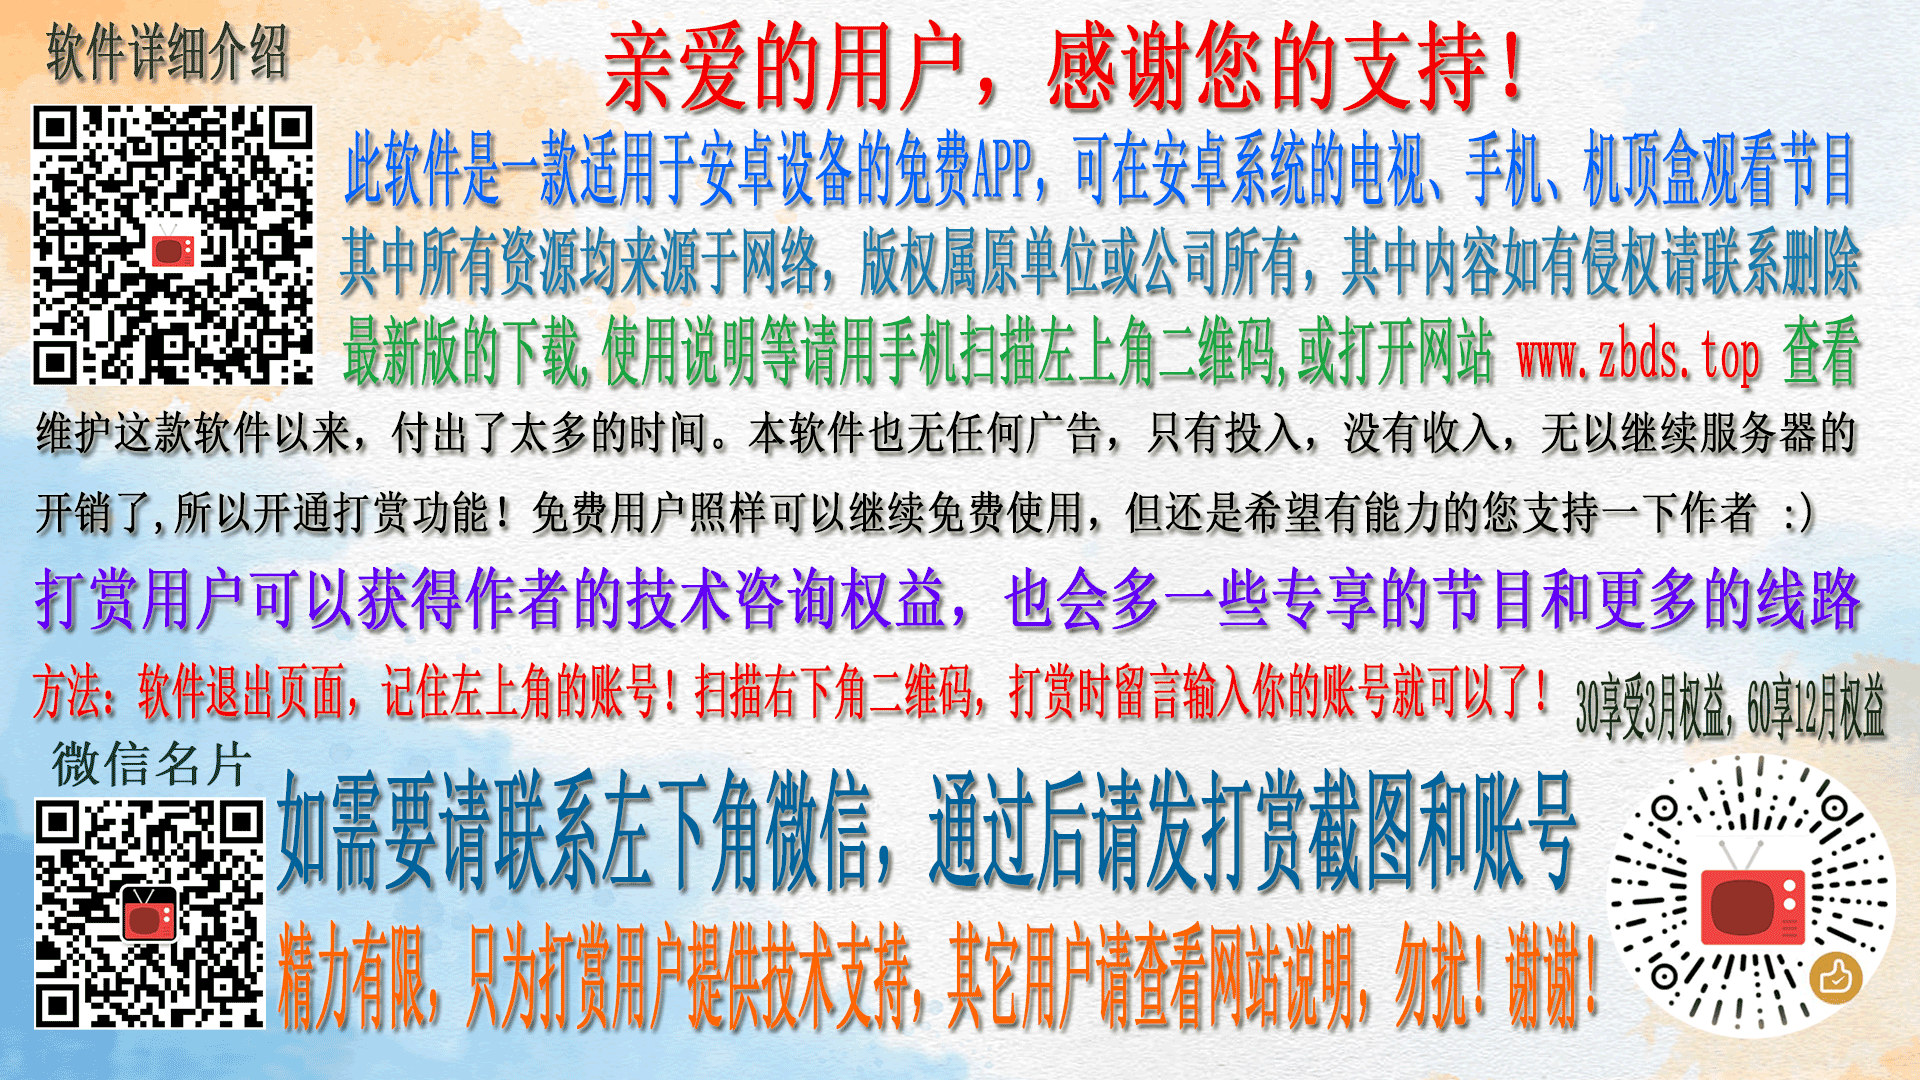 软件详细介绍
亲爱的用户，感谢您的支持！
此软件是一款适用于安卓设备的免费APP，可在安卓系统的电视、手机、机顶盒观看节目
其中所有资源均来源于网络，版权属原单位或公司所有，其中内容如有侵权请联系删除
最新版的下载,使用说明等请用手机扫描左上角二维码,或打开网站 www.zbds.top 查看
维护这款软件以来，付出了太多的时间。本软件也无任何广告，只有投入，没有收入，无以继续服务器的
开销了,所以开通打赏功能！免费用户照样可以继续免费使用，但还是希望有能力的您支持一下作者 :)
打赏用户可以获得作者的技术咨询权益，也会多一些专享的节目和更多的线路
方法：软件退出页面，记住左上角的账号！扫描右下角二维码，打赏时留言输入你的账号就可以了！
30享受3月权益，60享12月权益
微信名片
如需要请联系左下角微信，通过后请发打赏截图和账号
精力有限，只为打赏用户提供技术支持，其它用户请查看网站说明，勿扰！谢谢！